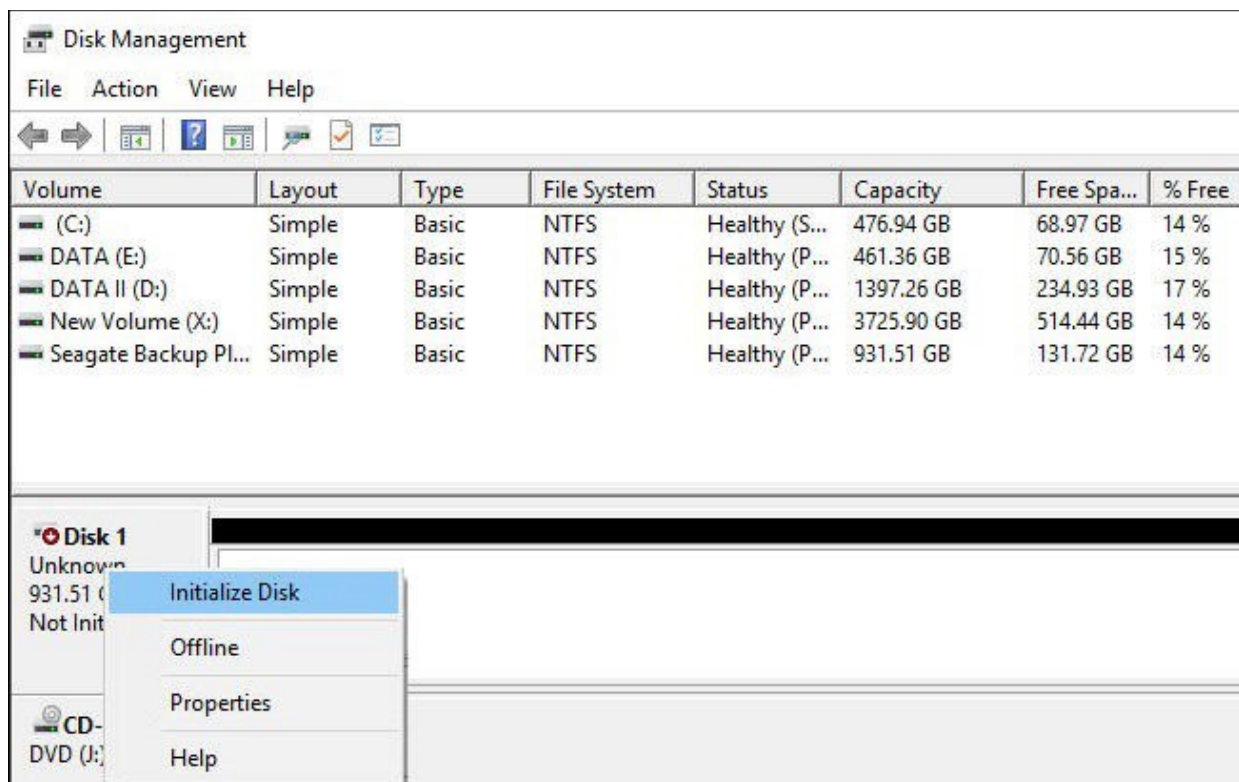 Disk Management
File Action View Help
Volume Layout Type File System Status Capacity Free Spa... % Free
(C:) Simple Basic NTFS Healthy (S... 476.94 GB 68.97 GB 14 %
DATA (E:) Simple Basic NTFS Healthy (P... 461.36 GB 70.56 GB 15 %
DATA II (D:) Simple Basic NTFS Healthy (P... 1397.26 GB 234.93 GB 17 %
New Volume (X:) Simple Basic NTFS Healthy (P... 3725.90 GB 514.44 GB 14 %
Seagate Backup Pl... Simple Basic NTFS Healthy (P... 931.51 GB 131.72 GB 14 %
Disk 1
Unknown
931.51
Not Init
Initialize Disk
Offline
Properties
Help
CD-
DVD (J:)